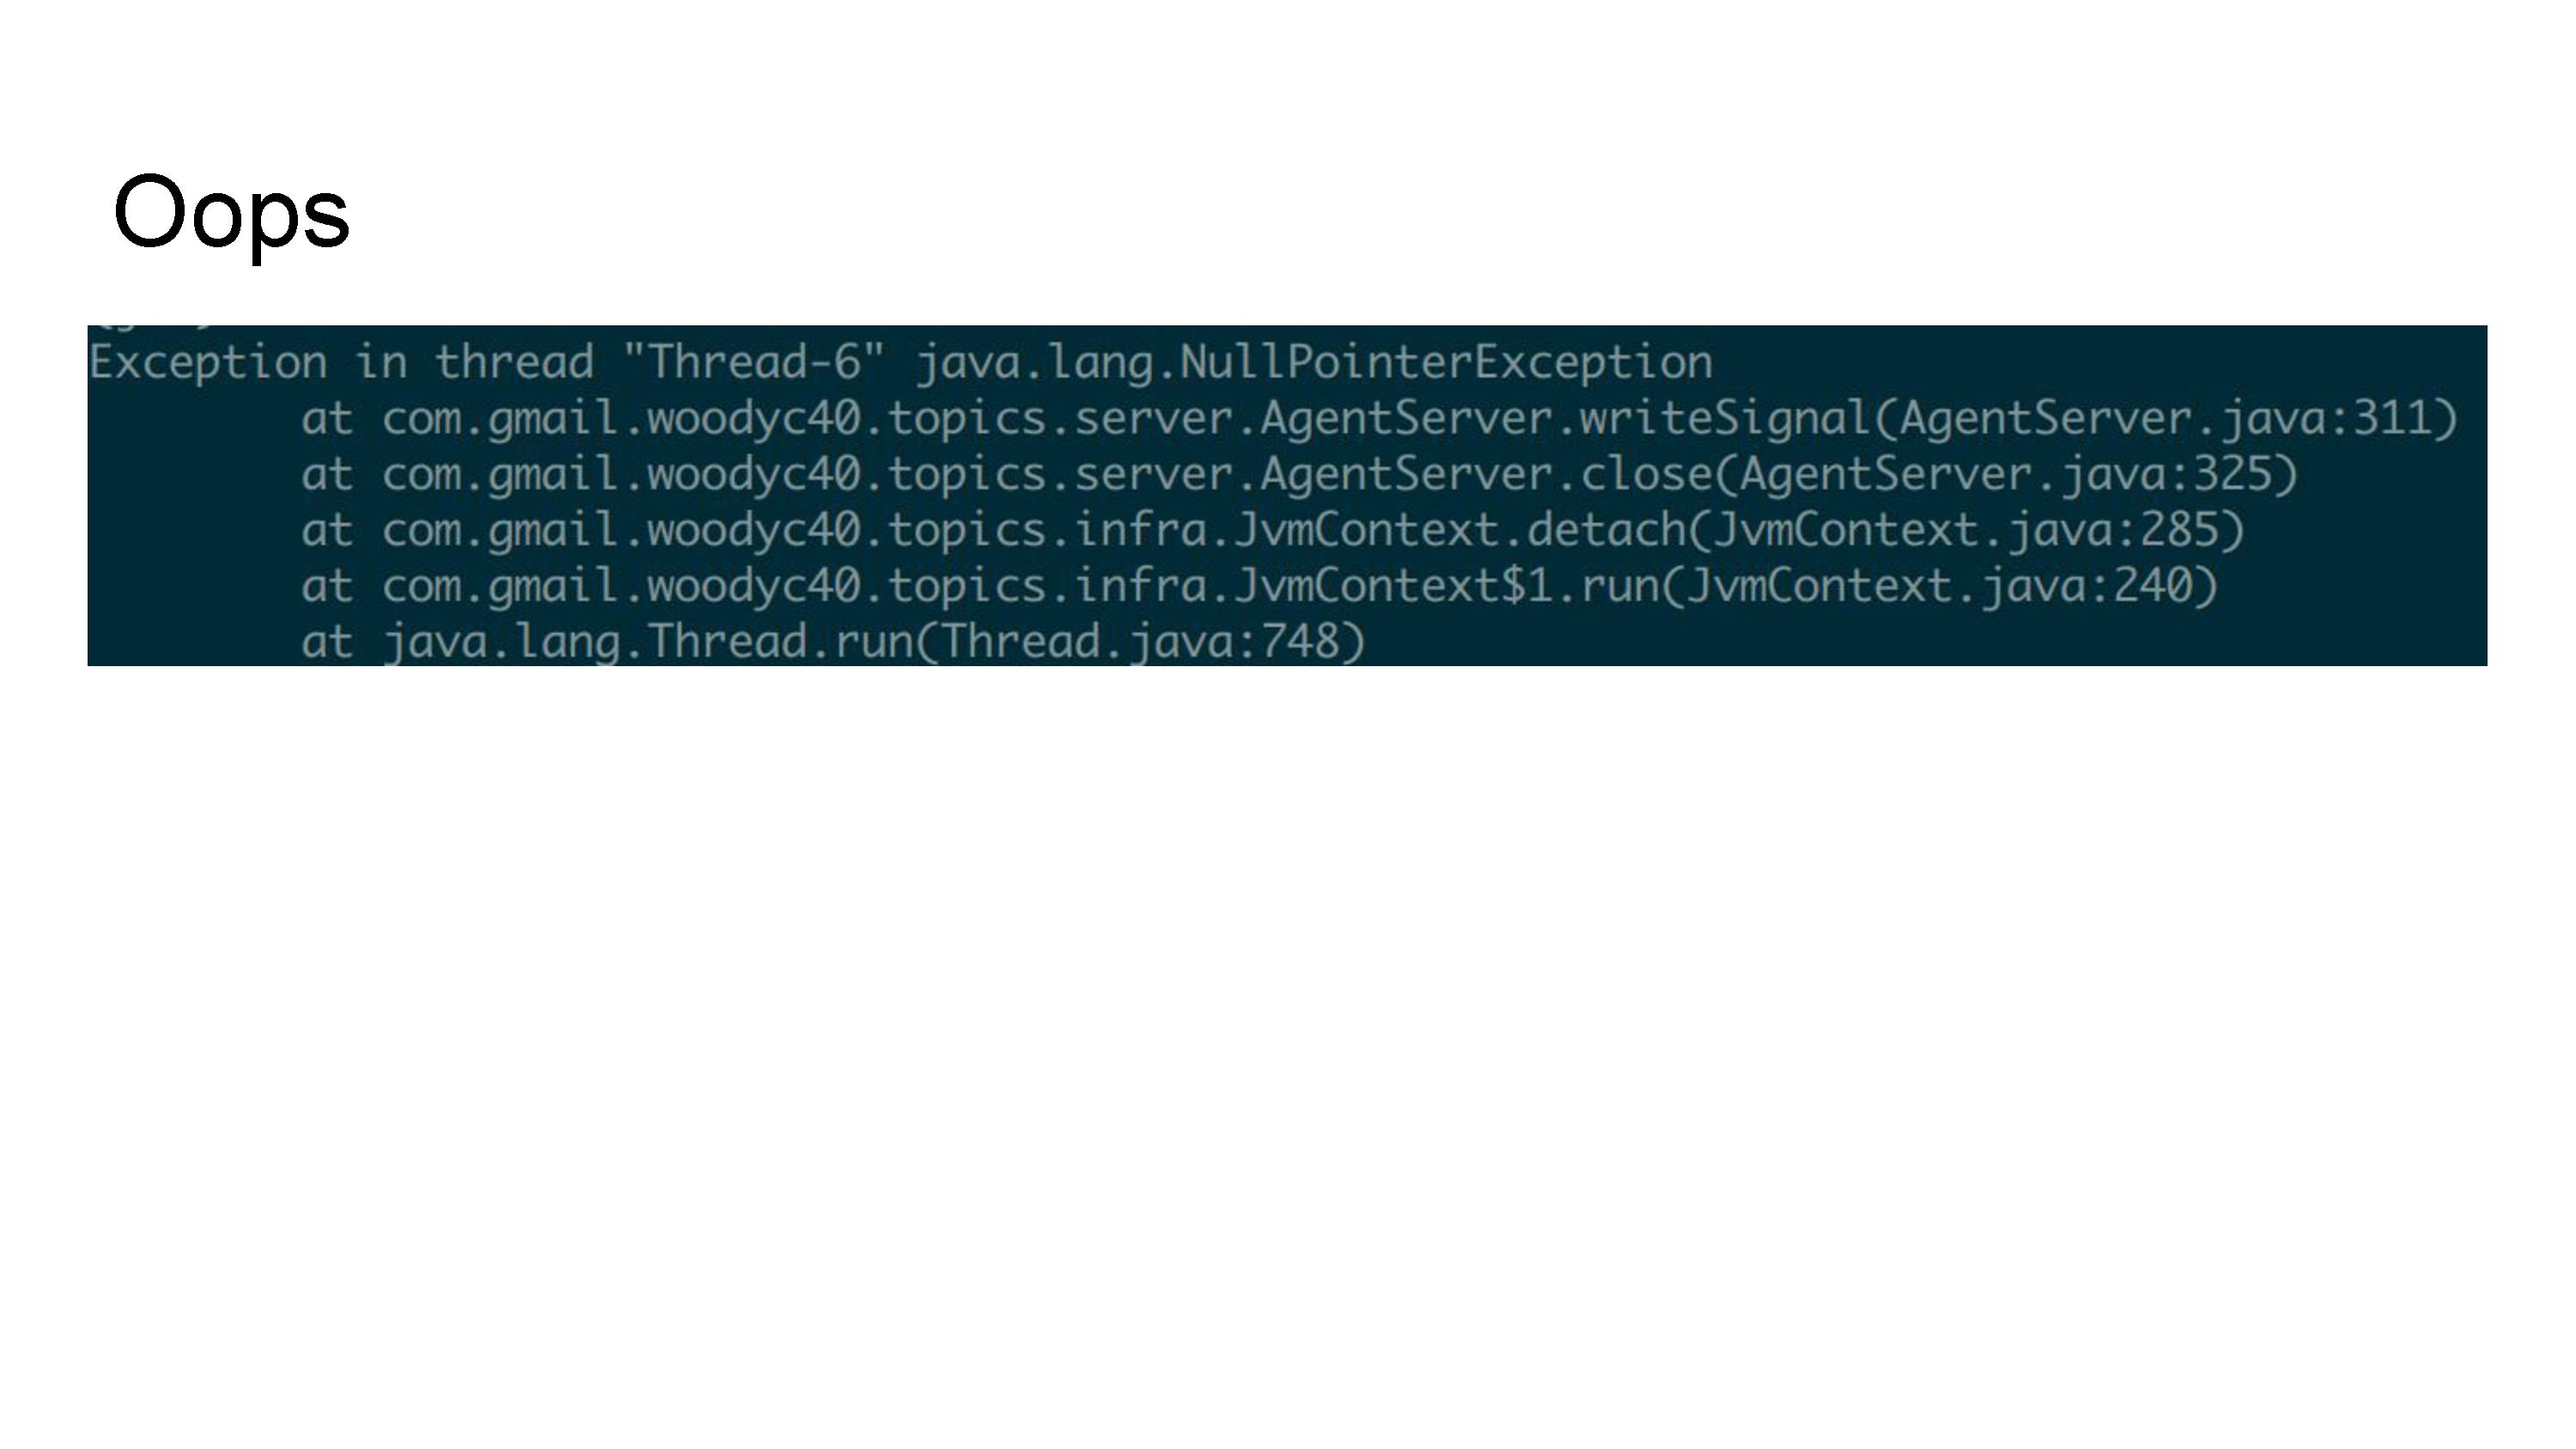 Oops
Exception in thread "Thread-6" java.lang.NullPointerException
at com.gmail.woodyc40.topics.server.AgentServer.writeSignal(AgentServer.java:311)
at com.gmail.woodyc40.topics.server.AgentServer.close(AgentServer.java:325)
at com.gmail.woodyc40.topics.infra.JvmContext.detach(JvmContext.java:285)
at com.gmail.woodyc40.topics.infra.JvmContext$1.run(JvmContext.java:240)
at java.lang.Thread.run(Thread.java:748)